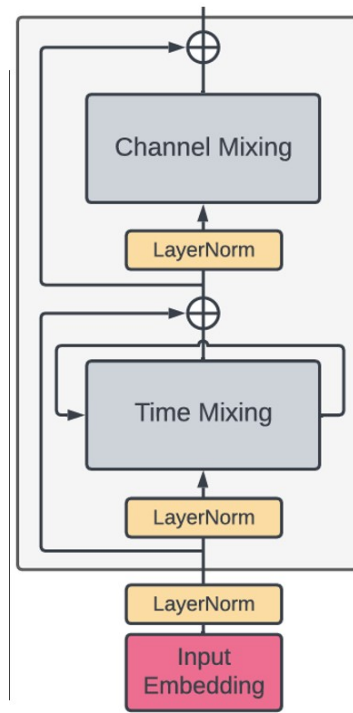 Channel Mixing
LayerNorm
Time Mixing
LayerNorm
LayerNorm
Input
Embedding